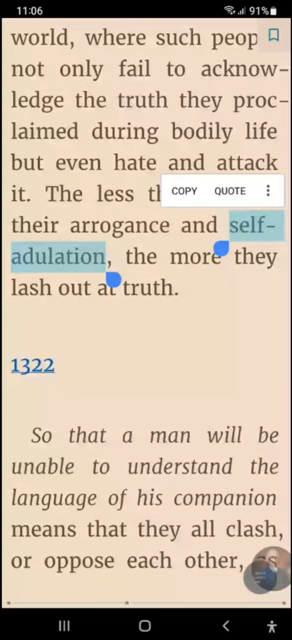 11:06
91%
world, where such peop
not only fail to acknow-
ledge the truth they proc-
laimed during bodily life
but even hate and attack
it. The less
COPY QUOTE
their arrogance and self-
adulation, the more they
lash out at truth.
1322
So that a man will be
unable to understand the
language of his companion
means that they all clash,
or oppose each other,